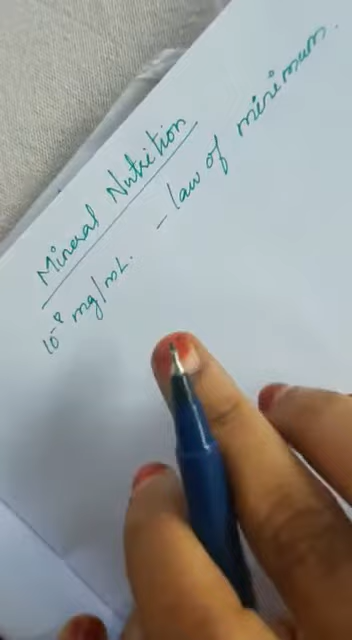 Mineral Nutrition
10⁻⁸ mg/mL. - law of minimum.